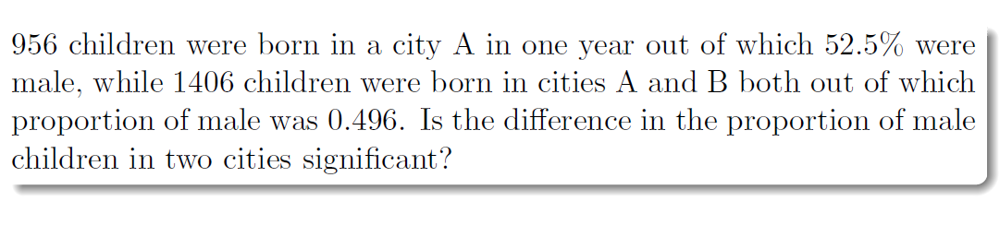 956 children were born in a city A in one year out of which 52.5% were
male, while 1406 children were born in cities A and B both out of which
proportion of male was 0.496. Is the difference in the proportion of male
children in two cities significant?